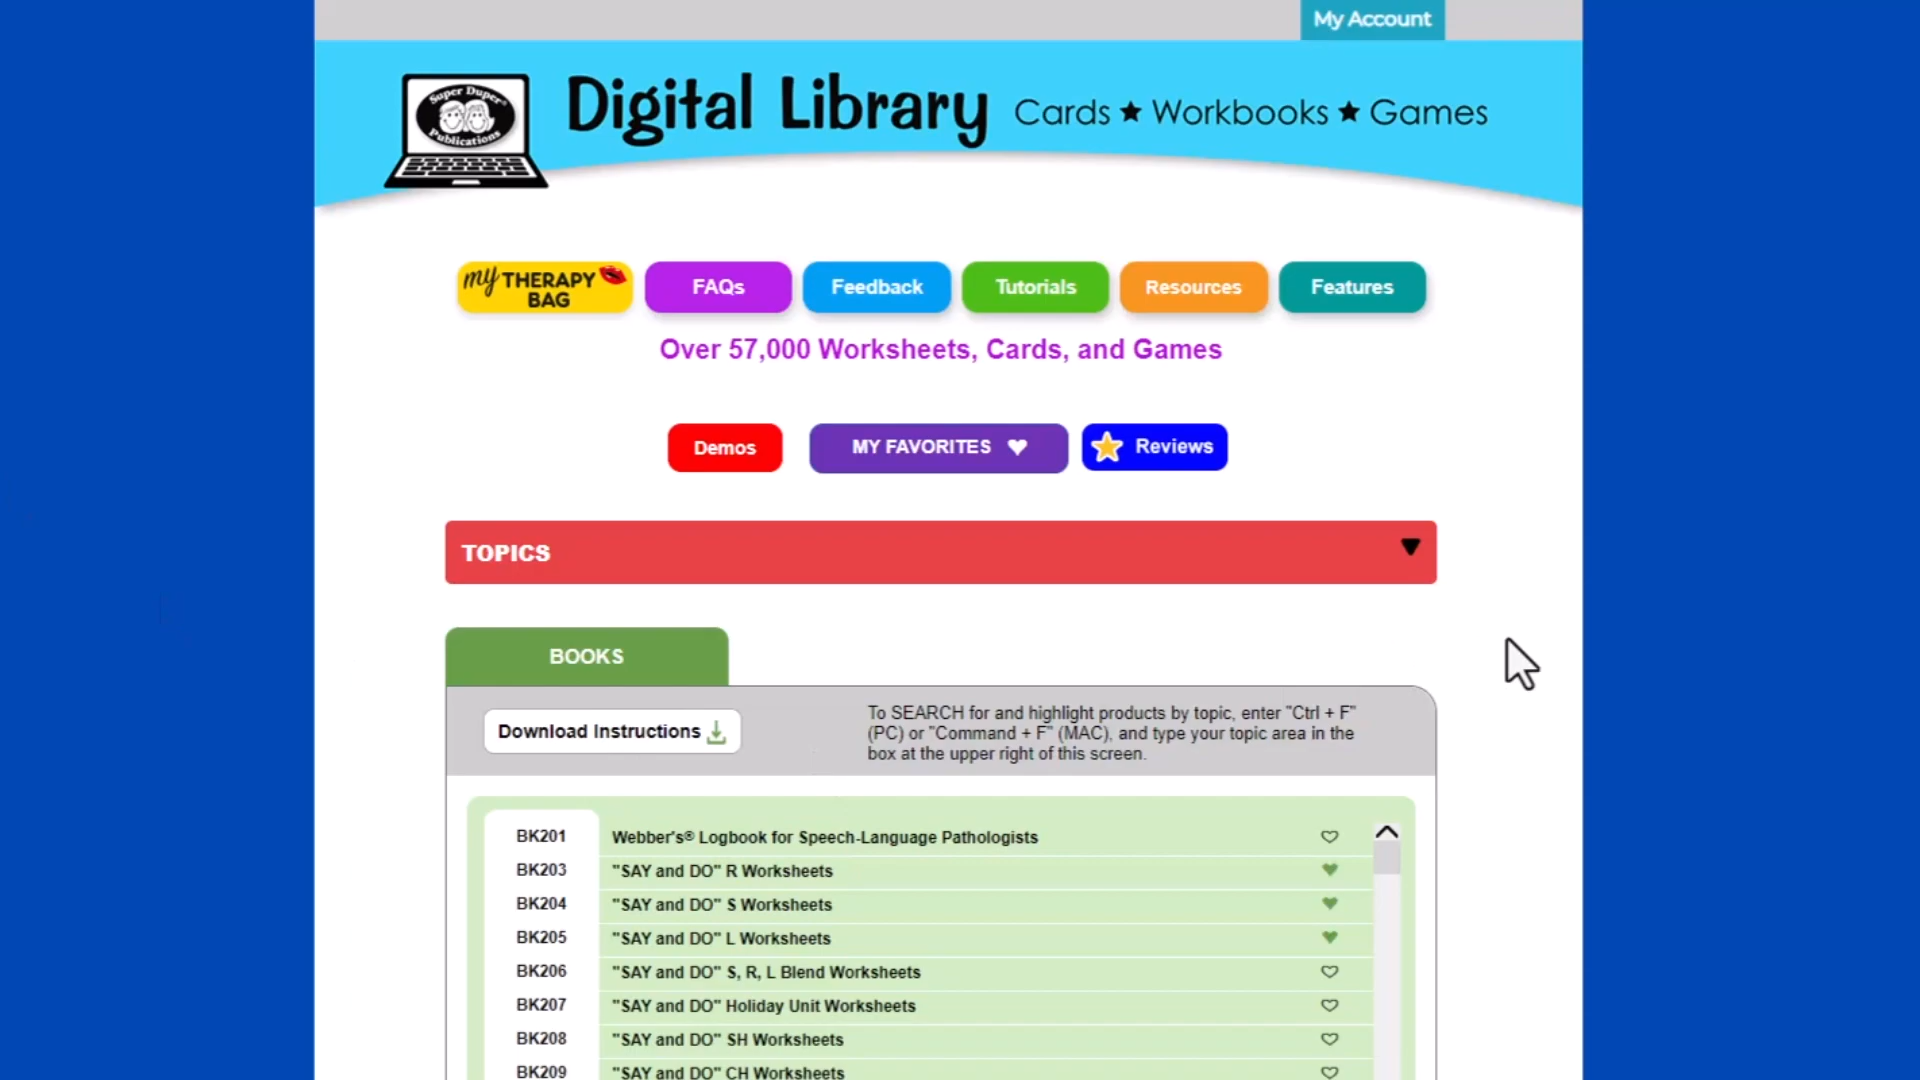 My Account
Super Duper®
Publications
Digital Library Cards ★ Workbooks ★ Games
my THERAPY
BAG
FAQs
Feedback
Tutorials
Resources
Features
Over 57,000 Worksheets, Cards, and Games
Demos
MY FAVORITES
Reviews
TOPICS
BOOKS
Download Instructions
To SEARCH for and highlight products by topic, enter "Ctrl + F"
(PC) or "Command + F" (MAC), and type your topic area in the
box at the upper right of this screen.
BK201 Webber's® Logbook for Speech-Language Pathologists
BK203 "SAY and DO" R Worksheets
BK204 "SAY and DO" S Worksheets
BK205 "SAY and DO" L Worksheets
BK206 "SAY and DO" S, R, L Blend Worksheets
BK207 "SAY and DO" Holiday Unit Worksheets
BK208 "SAY and DO" SH Worksheets
BK209 "SAY and DO" CH Worksheets